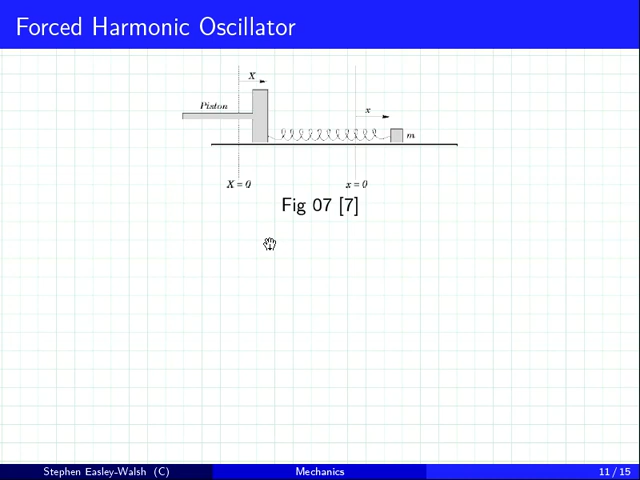 Forced Harmonic Oscillator
X
Piston
x
m
X = 0
x = 0
Fig 07 [7]
Stephen Easley-Walsh (C)
Mechanics
11 / 15